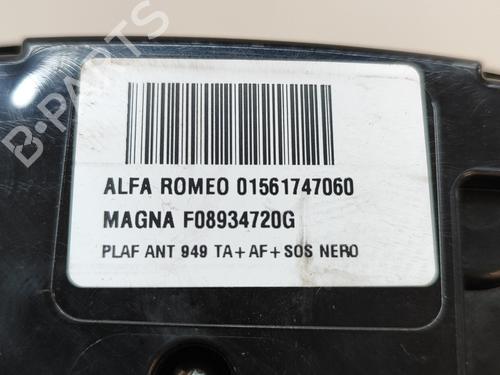 B-PARTS
ALFA ROMEO 01561747060
MAGNA F08934720G
PLAF ANT 949 TA+AF+SOS NERO